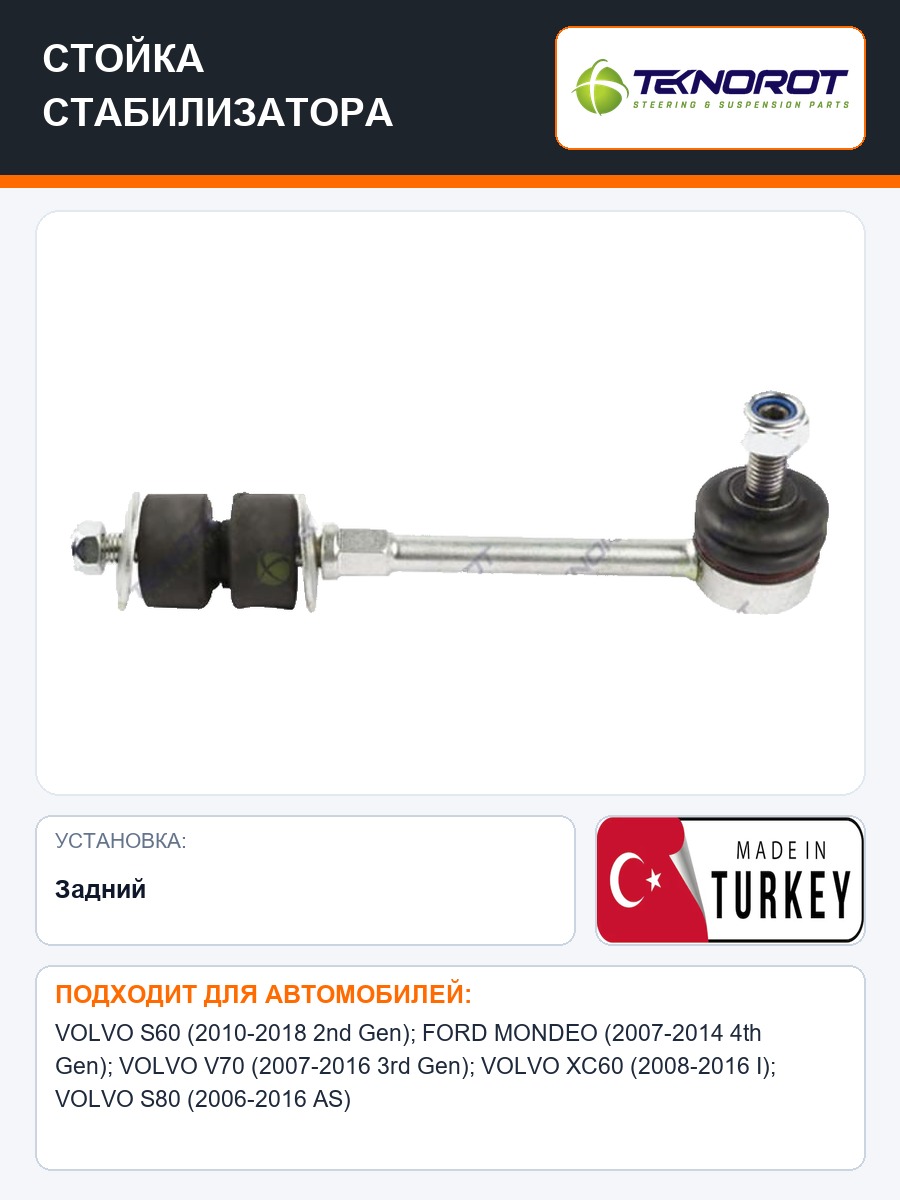 СТОЙКА
СТАБИЛИЗАТОРА
TEKNOROT
STEERING & SUSPENSION PARTS
УСТАНОВКА:
Задний
MADE IN
TURKEY
ПОДХОДИТ ДЛЯ АВТОМОБИЛЕЙ:
VOLVO S60 (2010-2018 2nd Gen); FORD MONDEO (2007-2014 4th
Gen); VOLVO V70 (2007-2016 3rd Gen); VOLVO XC60 (2008-2016 I);
VOLVO S80 (2006-2016 AS)